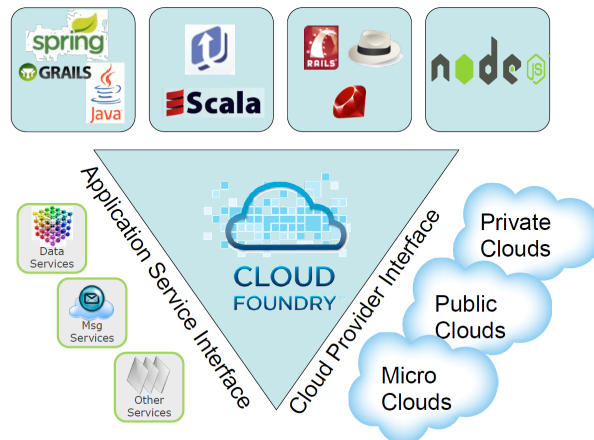 spring
GRAILS
Java
Scala
RAILS
node
JS
Application Service Interface
Cloud Provider Interface
CLOUD
FOUNDRY
Data
Services
Msg
Services
Other
Services
Private
Clouds
Public
Clouds
Micro
Clouds